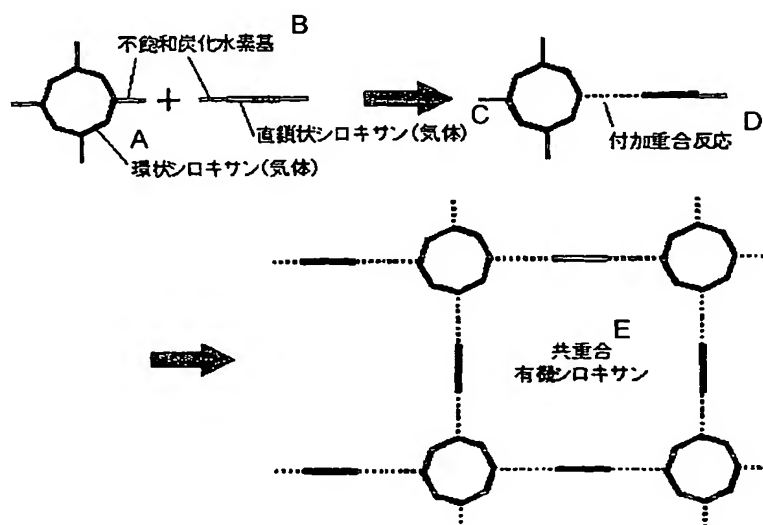 B
不飽和炭化水素基
A
直鎖状シロキサン(気体)
環状シロキサン(気体)
C
付加重合反応
D
E
共重合
有機シロキサン